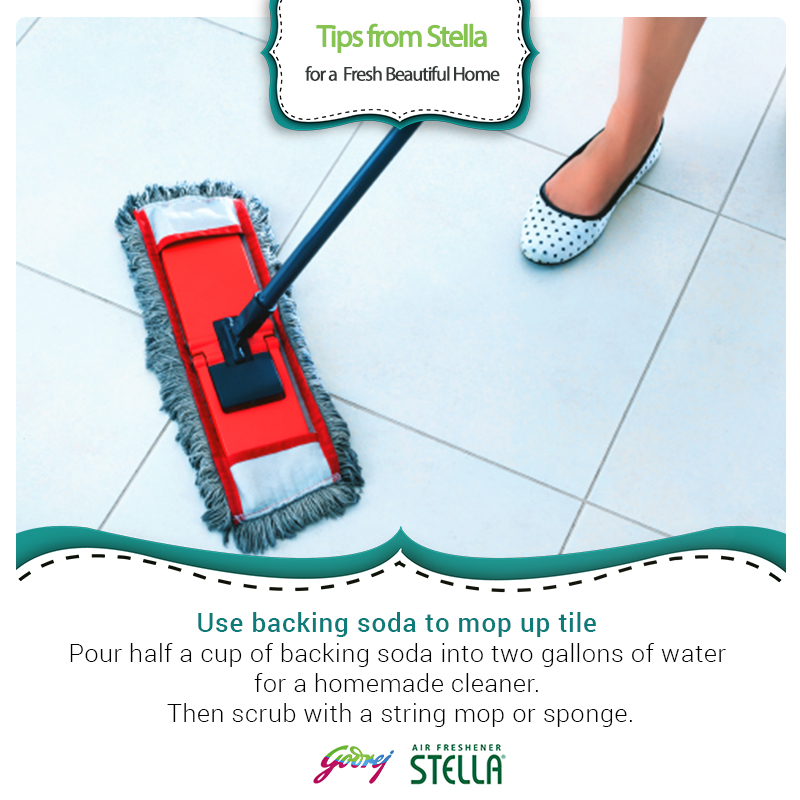 Tips from Stella
for a Fresh Beautiful Home
Use backing soda to mop up tile
Pour half a cup of backing soda into two gallons of water
for a homemade cleaner.
Then scrub with a string mop or sponge.
Godrej
AIR FRESHENER
STELLA®